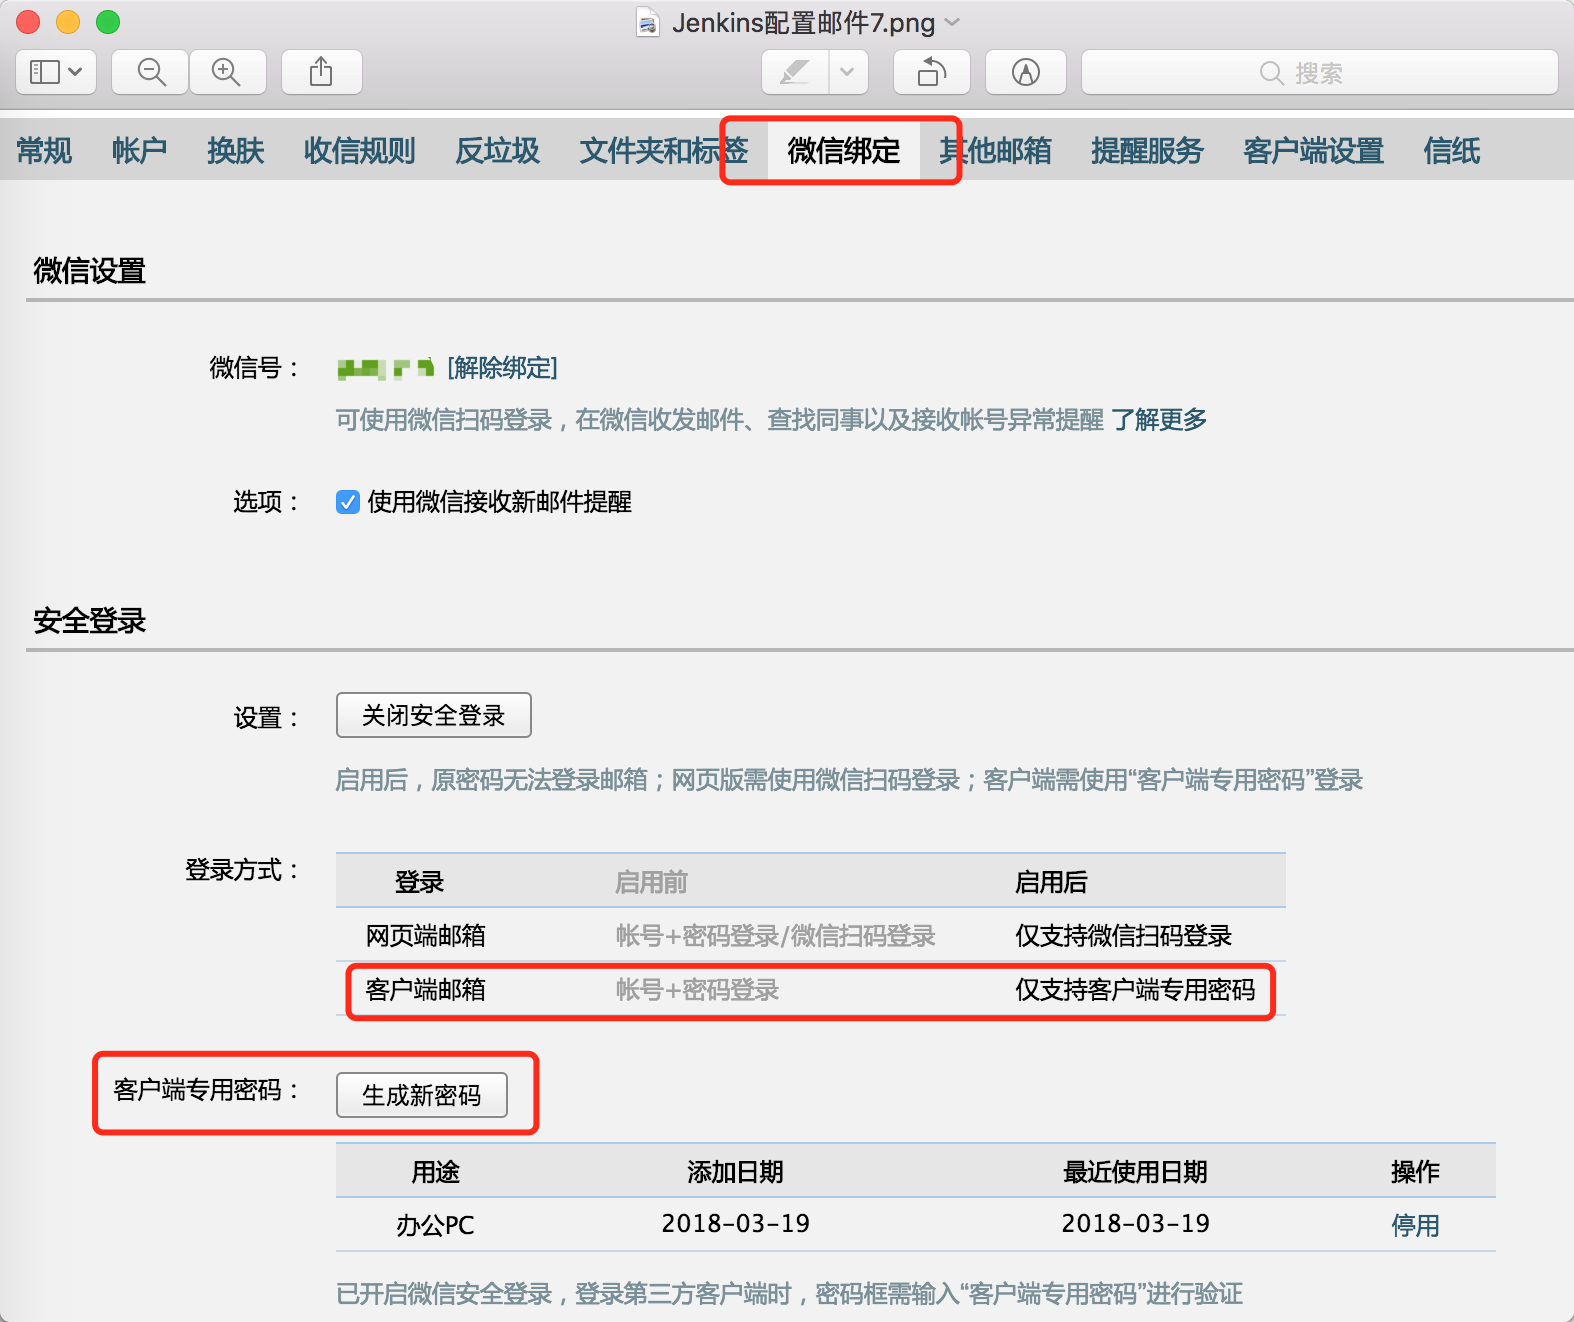 Jenkins配置邮件7.png
搜索
常规 帐户 换肤 收信规则 反垃圾 文件夹和标签 微信绑定 其他邮箱 提醒服务 客户端设置 信纸
微信设置
微信号： [解除绑定]
可使用微信扫码登录，在微信收发邮件、查找同事以及接收帐号异常提醒 了解更多
选项： 使用微信接收新邮件提醒
安全登录
设置： 关闭安全登录
启用后，原密码无法登录邮箱；网页版需使用微信扫码登录；客户端需使用“客户端专用密码”登录
登录方式： 登录 启用前 启用后
网页端邮箱 帐号+密码登录/微信扫码登录 仅支持微信扫码登录
客户端邮箱 帐号+密码登录 仅支持客户端专用密码
客户端专用密码： 生成新密码
用途 添加日期 最近使用日期 操作
办公PC 2018-03-19 2018-03-19 停用
已开启微信安全登录，登录第三方客户端时，密码框需输入“客户端专用密码”进行验证